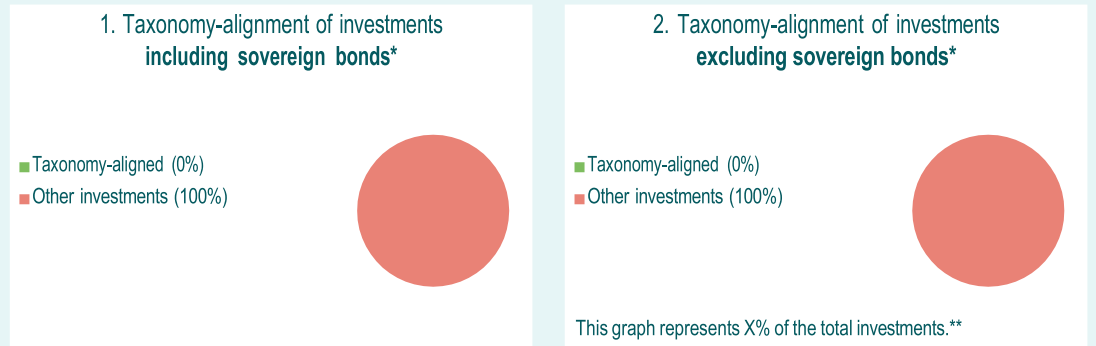 1. Taxonomy-alignment of investments
including sovereign bonds*
Taxonomy-aligned (0%)
Other investments (100%)
2. Taxonomy-alignment of investments
excluding sovereign bonds*
Taxonomy-aligned (0%)
Other investments (100%)
This graph represents X% of the total investments.**